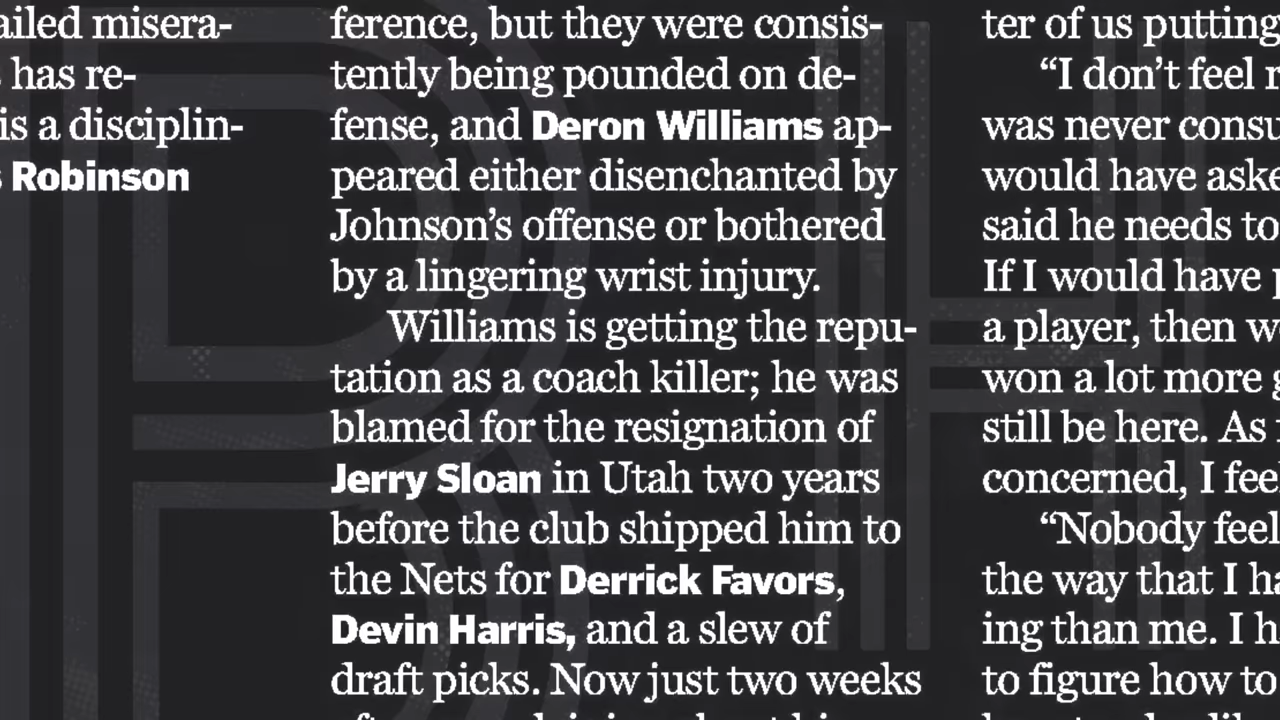 ailed misera-
has re-
is a disciplin-
Robinson
ference, but they were consis-
tently being pounded on de-
fense, and Deron Williams ap-
peared either disenchanted by
Johnson’s offense or bothered
by a lingering wrist injury.
Williams is getting the repu-
tation as a coach killer; he was
blamed for the resignation of
Jerry Sloan in Utah two years
before the club shipped him to
the Nets for Derrick Favors,
Devin Harris, and a slew of
draft picks. Now just two weeks
ter of us putting
“I don’t feel
was never consu
would have aske
said he needs to
If I would have
a player, then w
won a lot more
still be here. As
concerned, I feel
“Nobody feel
the way that I ha
ing than me. I h
to figure how to